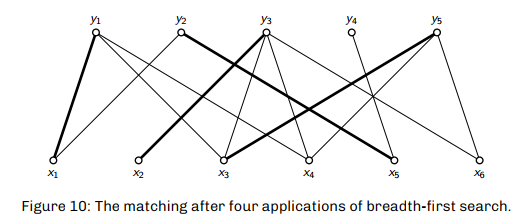 y1 y2 y3 y4 y5
x1 x2 x3 x4 x5 x6
Figure 10: The matching after four applications of breadth-first search.